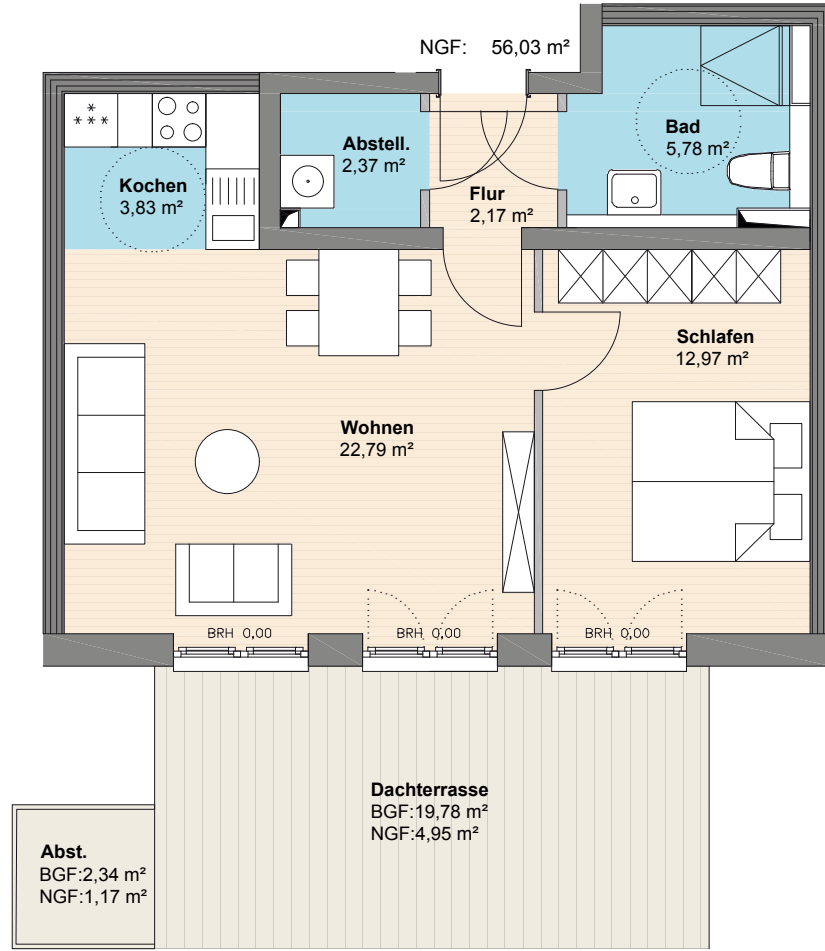 NGF: 56,03 m²
Kochen
3,83 m²
Abstell.
2,37 m²
Flur
2,17 m²
Bad
5,78 m²
Schlafen
12,97 m²
Wohnen
22,79 m²
BRH 0,00
BRH 0,00
BRH 0,00
Dachterrasse
BGF:19,78 m²
NGF:4,95 m²
Abst.
BGF:2,34 m²
NGF:1,17 m²